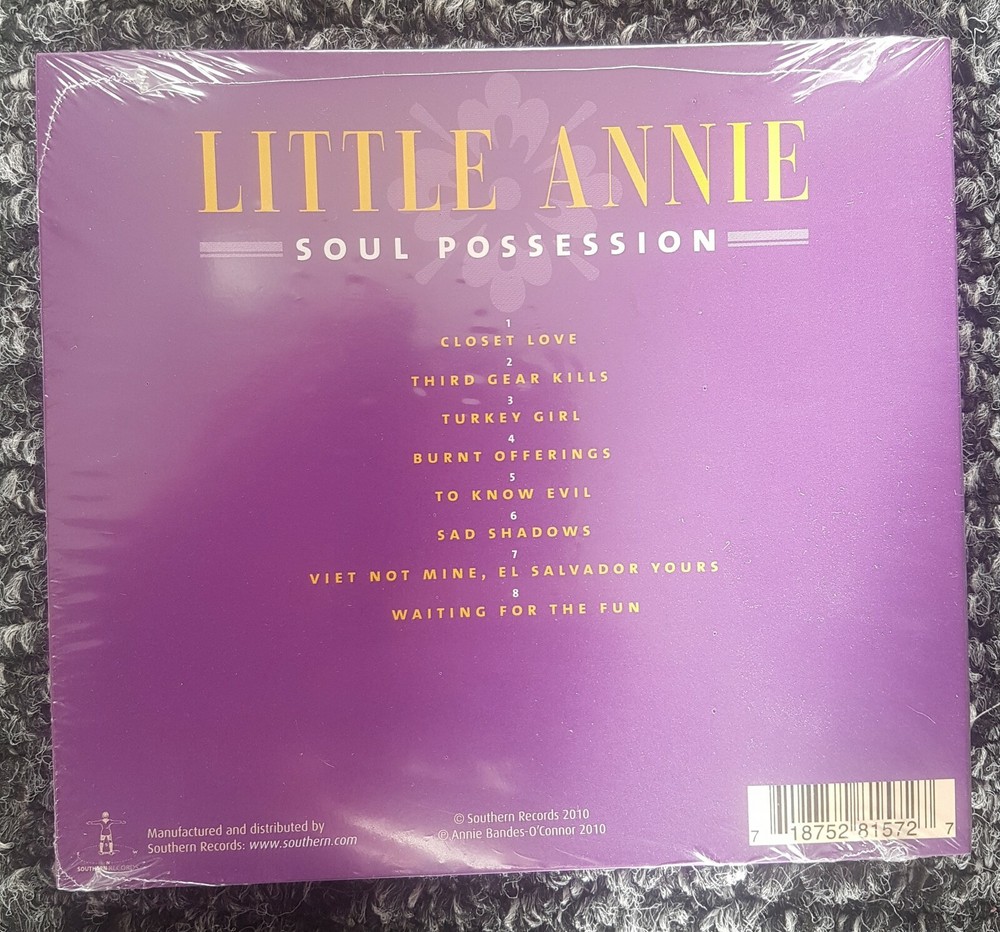 LITTLE ANNIE
SOUL POSSESSION
1
CLOSET LOVE
2
THIRD GEAR KILLS
3
TURKEY GIRL
4
BURNT OFFERINGS
5
TO KNOW EVIL
6
SAD SHADOWS
7
VIET NOT MINE, EL SALVADOR YOURS
8
WAITING FOR THE FUN
SOUTHERN RECORDS
Manufactured and distributed by
Southern Records: www.southern.com
© Southern Records 2010
℗ Annie Bandes-O'Connor 2010
7 18752 81572 7